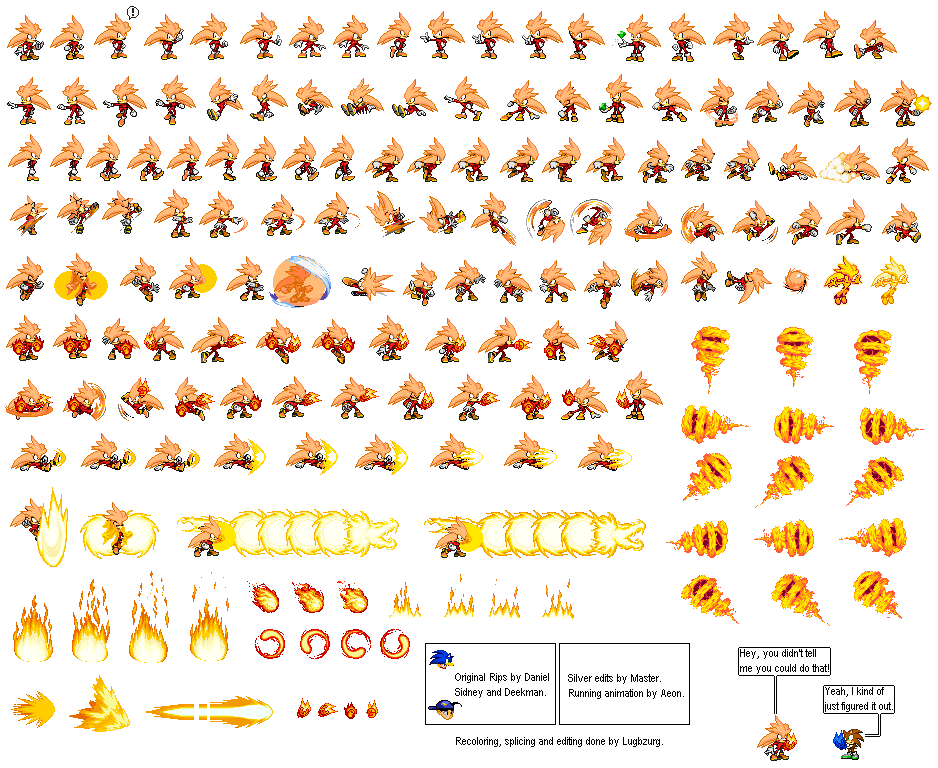 !
Hey, you didn't tell
me you could do that!
Original Rips by Daniel
Sidney and Deekman.
Silver edits by Master.
Running animation by Aeon.
Yeah, I kind of
just figured it out.
Recoloring, splicing and editing done by Lugbzurg.